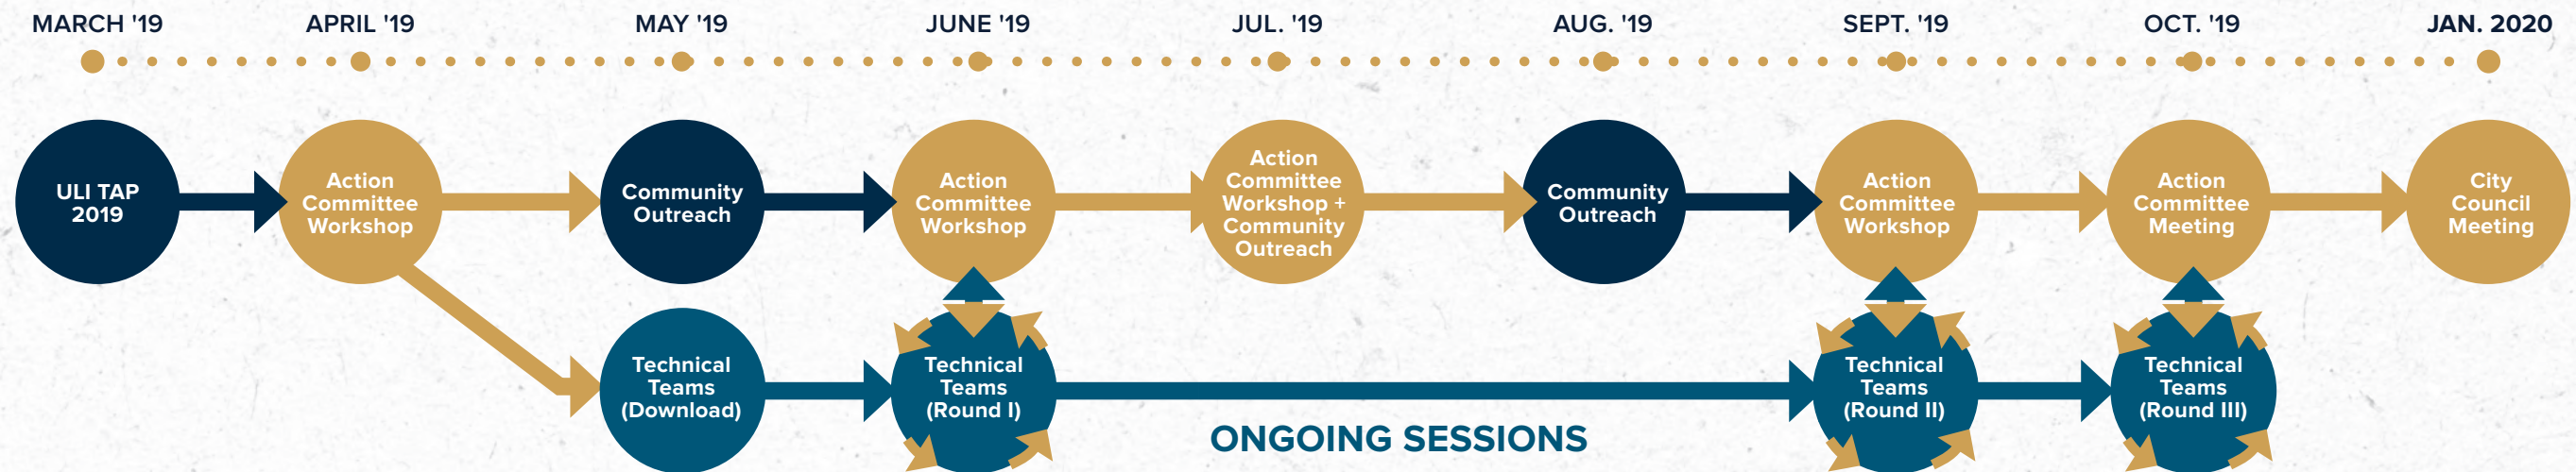 MARCH '19
APRIL '19
MAY '19
JUNE '19
JUL. '19
AUG. '19
SEPT. '19
OCT. '19
JAN. 2020
ULI TAP
2019
Action
Committee
Workshop
Community
Outreach
Action
Committee
Workshop
Action
Committee
Workshop +
Community
Outreach
Community
Outreach
Action
Committee
Workshop
Action
Committee
Meeting
City
Council
Meeting
Technical
Teams
(Download)
Technical
Teams
(Round I)
ONGOING SESSIONS
Technical
Teams
(Round II)
Technical
Teams
(Round III)